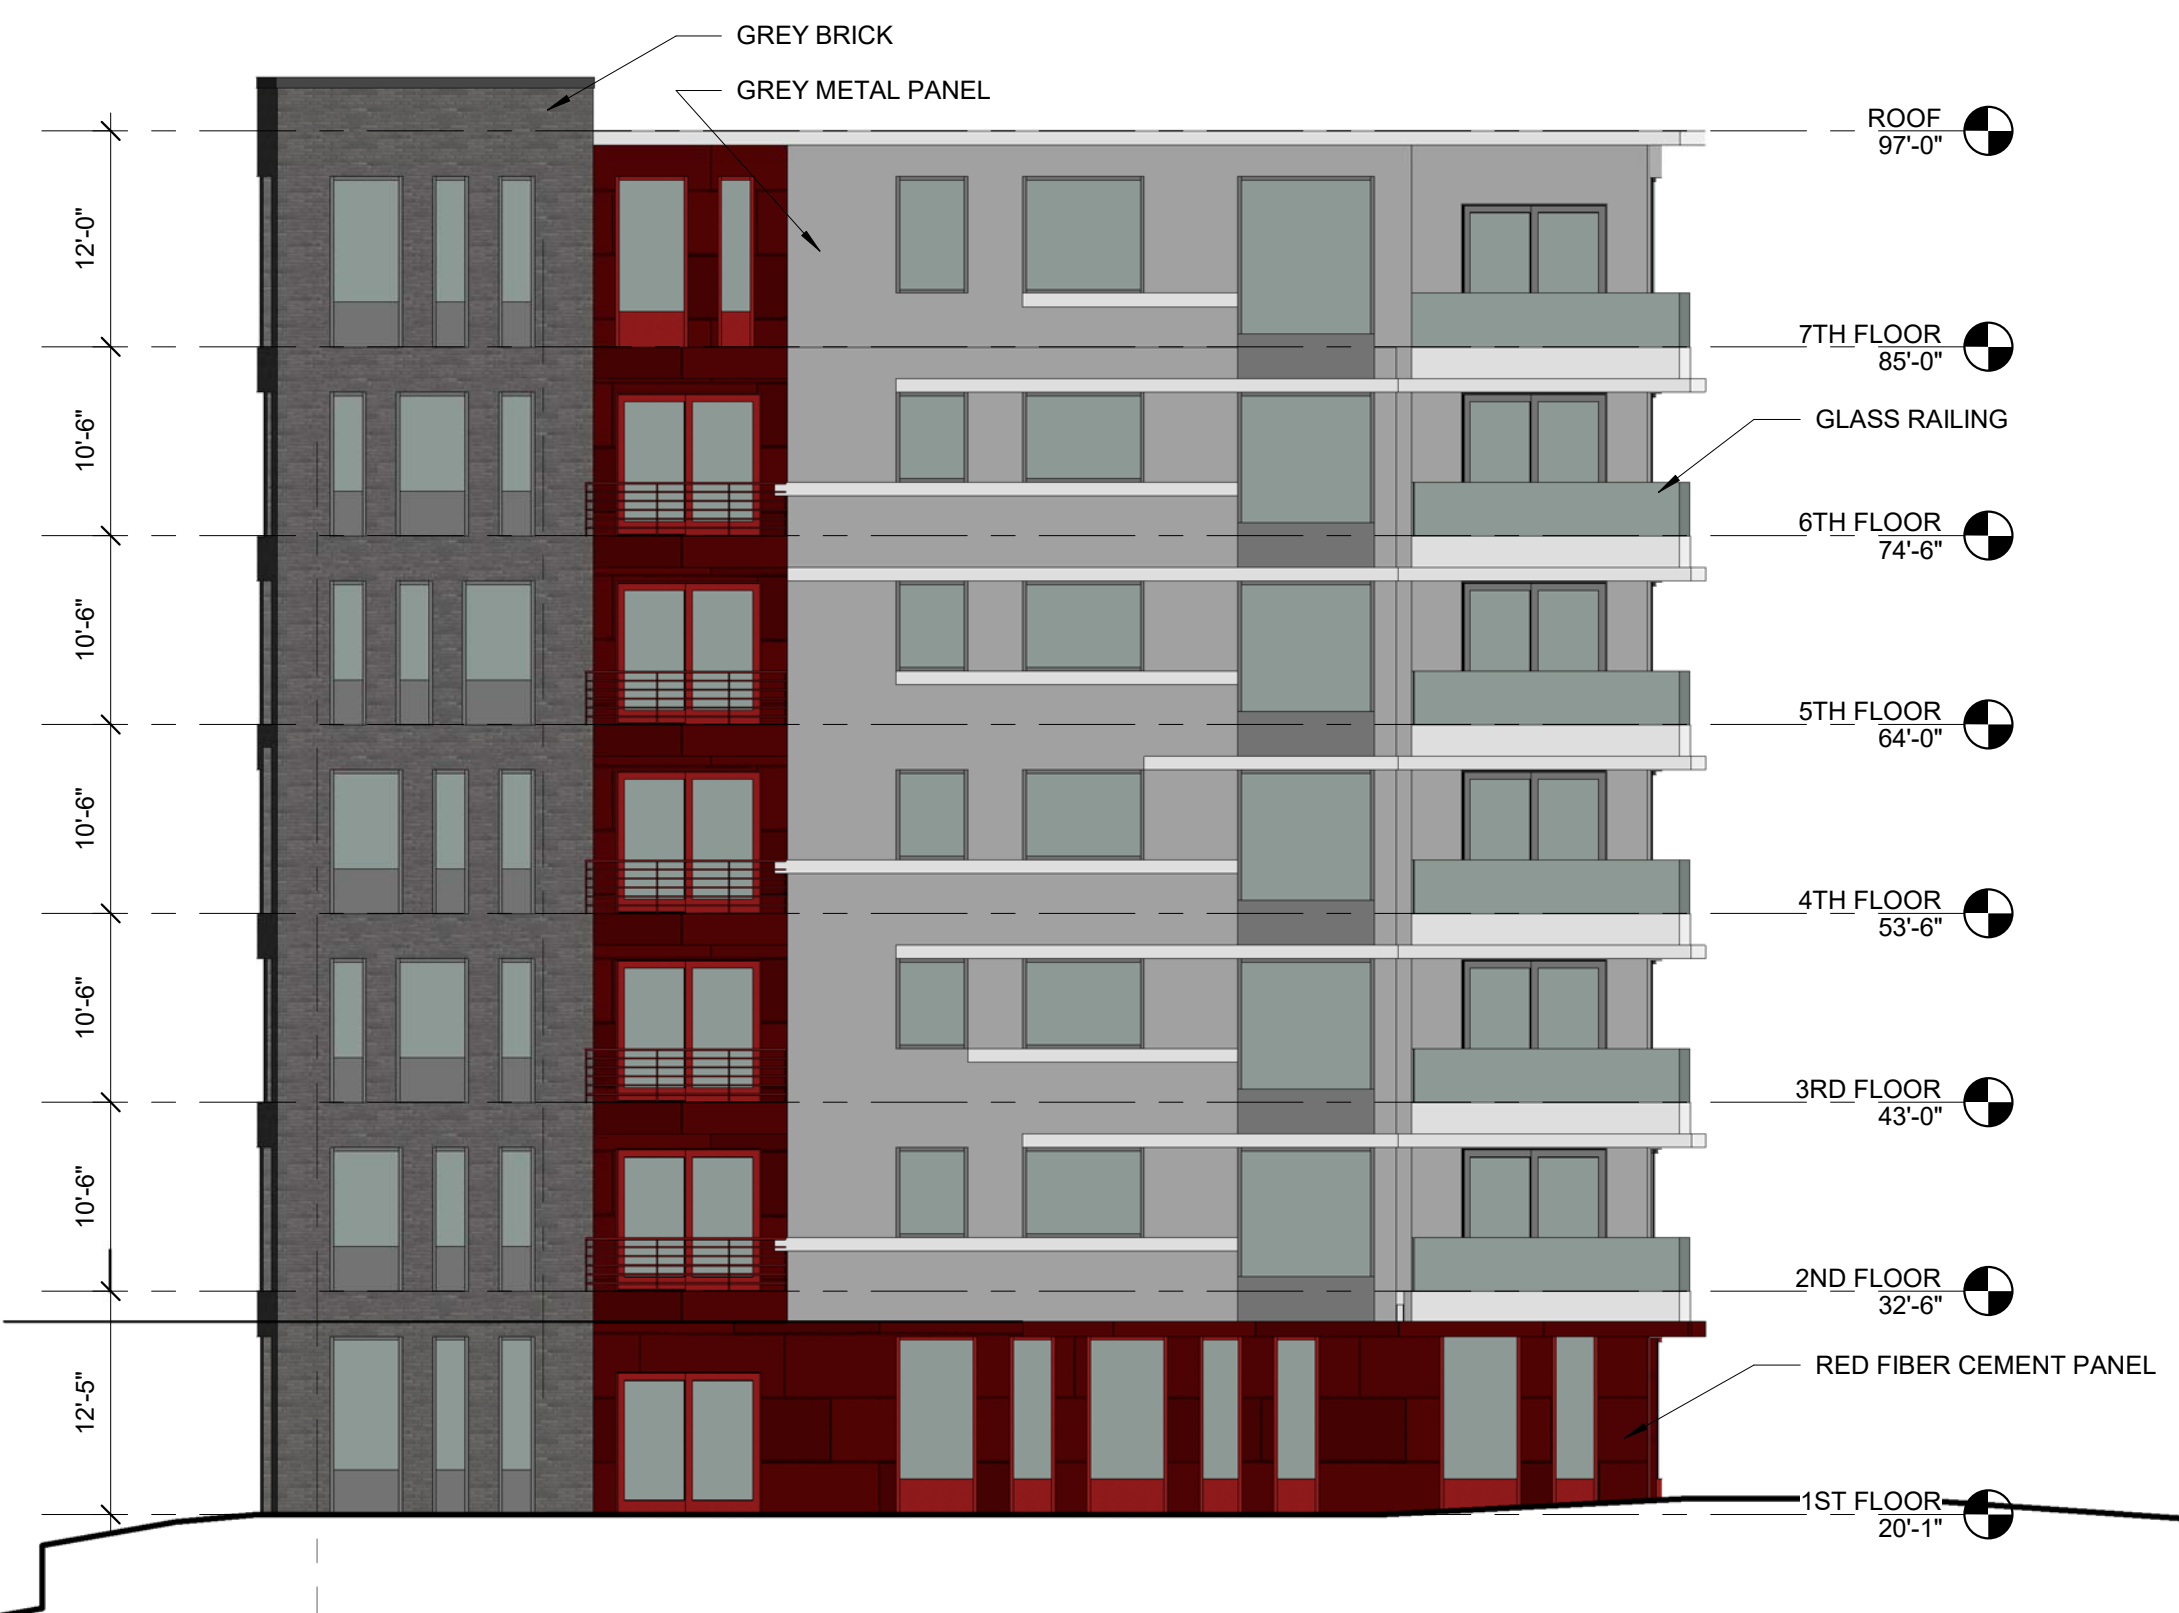 GREY BRICK
GREY METAL PANEL
ROOF
97'-0"
12'-0"
7TH FLOOR
85'-0"
10'-6"
GLASS RAILING
6TH FLOOR
74'-6"
10'-6"
5TH FLOOR
64'-0"
10'-6"
4TH FLOOR
53'-6"
10'-6"
3RD FLOOR
43'-0"
10'-6"
2ND FLOOR
32'-6"
12'-5"
RED FIBER CEMENT PANEL
1ST FLOOR
20'-1"